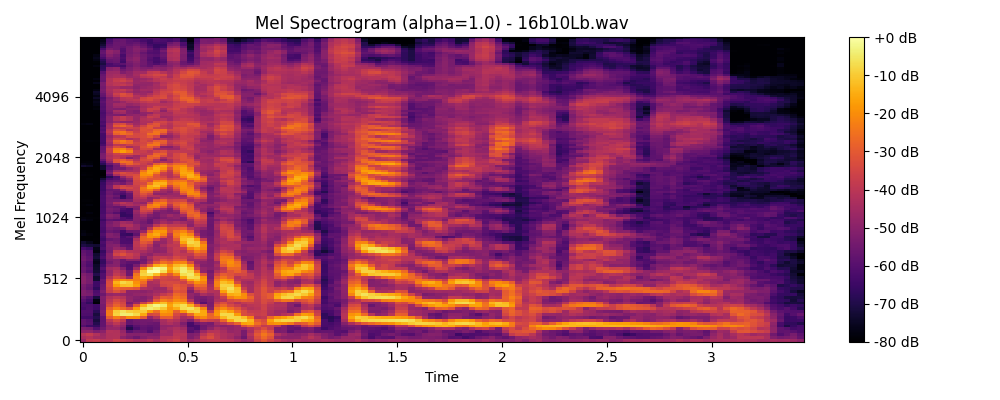 Mel Spectrogram (alpha=1.0) - 16b10Lb.wav
Mel Frequency
4096
2048
1024
512
0
0
0.5
1
1.5
2
2.5
3
Time
+0 dB
-10 dB
-20 dB
-30 dB
-40 dB
-50 dB
-60 dB
-70 dB
-80 dB